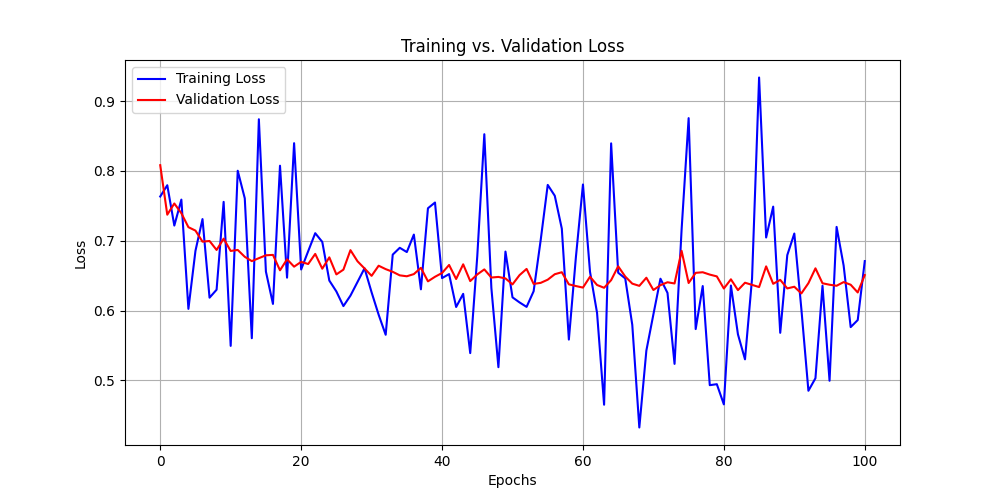 Training vs. Validation Loss
Training Loss
Validation Loss
0.9
0.8
0.7
0.6
0.5
Loss
0 20 40 60 80 100
Epochs